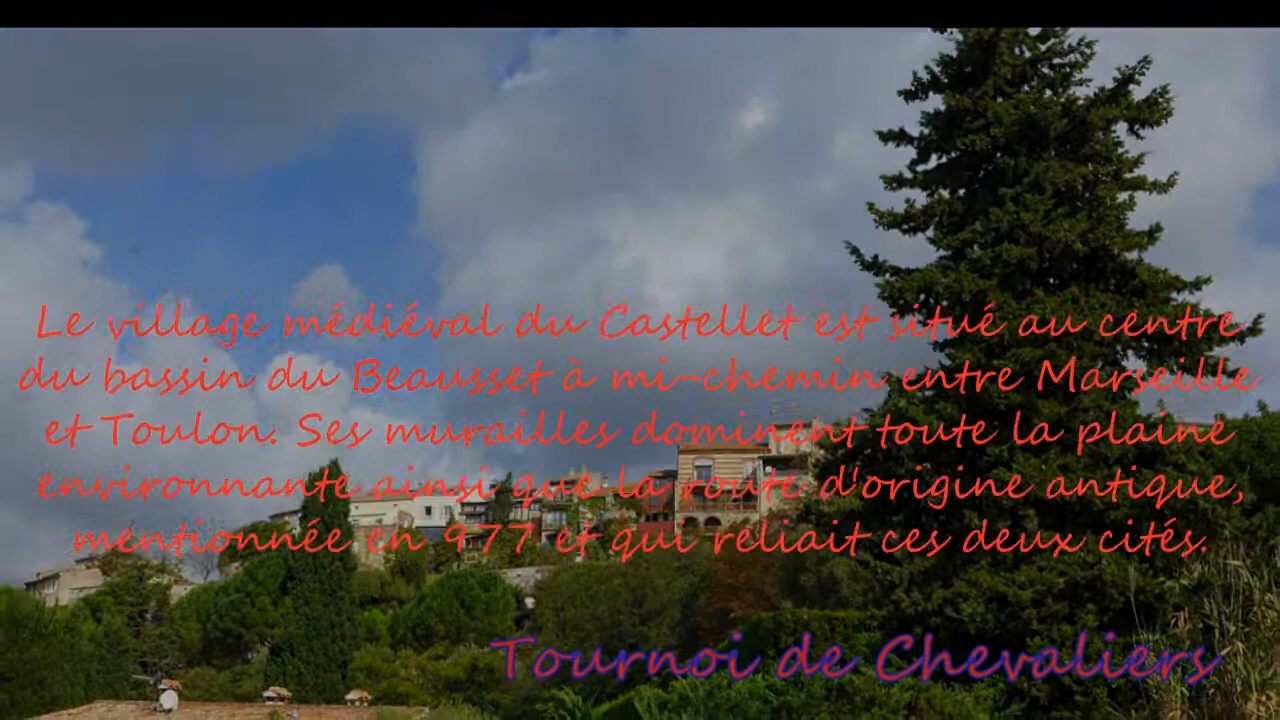 Le village médiéval du Castellet est situé au centre
du bassin du Beausset à mi-chemin entre Marseille
et Toulon. Ses murailles dominent toute la plaine
environnante ainsi que la route d'origine antique,
mentionnée en 977 et qui reliait ces deux cités.
Tournoi de Chevaliers